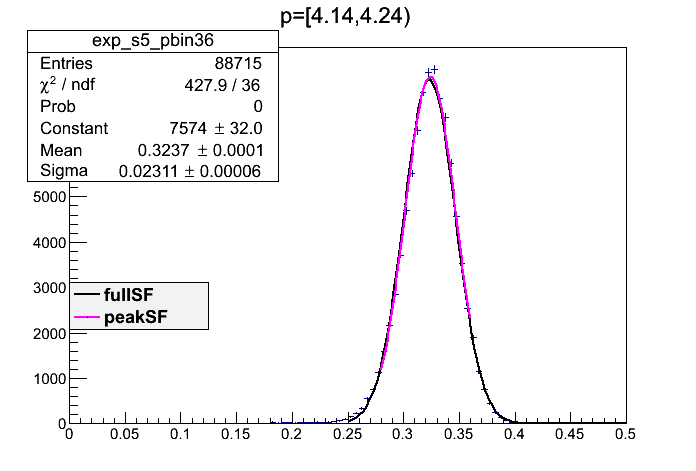 p=[4.14,4.24)
exp_s5_pbin36
Entries 88715
χ² / ndf 427.9 / 36
Prob 0
Constant 7574 ± 32.0
Mean 0.3237 ± 0.0001
Sigma 0.02311 ± 0.00006
5000
4000
3000
fullSF
peakSF
2000
1000
0
0 0.05 0.1 0.15 0.2 0.25 0.3 0.35 0.4 0.45 0.5